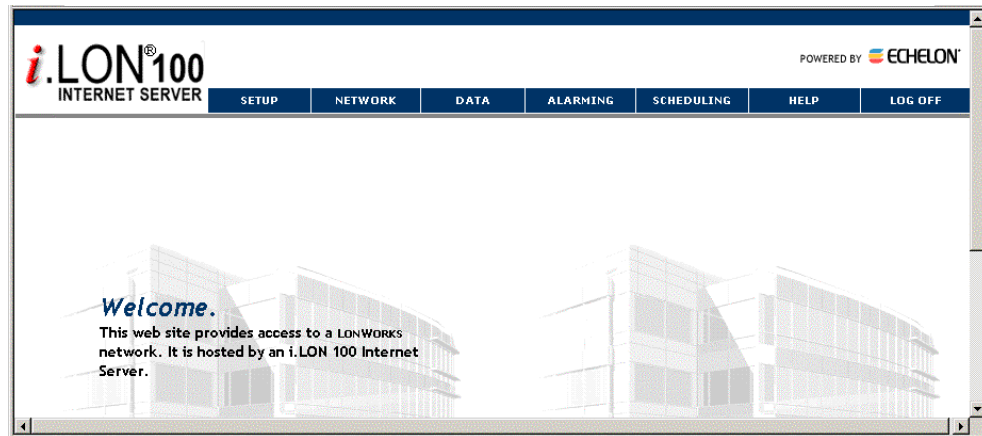 i.LON®100
INTERNET SERVER
POWERED BY ECHELON
SETUP NETWORK DATA ALARMING SCHEDULING HELP LOG OFF
Welcome.
This web site provides access to a LONWORKS
network. It is hosted by an i.LON 100 Internet
Server.